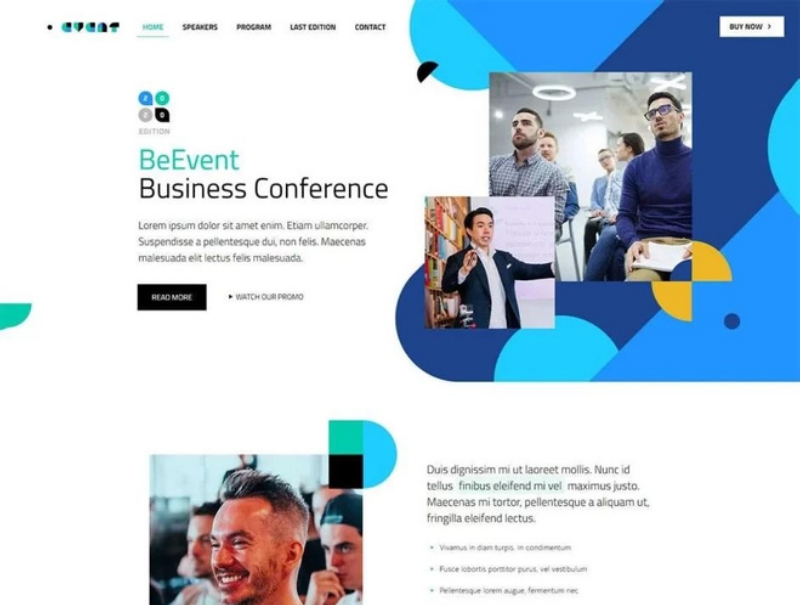 EVENT
HOME SPEAKERS PROGRAM LAST EDITION CONTACT
BUY NOW
2 0
2 0
EDITION
BeEvent
Business Conference
Lorem ipsum dolor sit amet enim. Etiam ullamcorper.
Suspendisse a pellentesque dui, non felis. Maecenas
malesuada elit lectus felis malesuada.
READ MORE
WATCH OUR PROMO
Duis dignissim mi ut laoreet mollis. Nunc id
tellus finibus eleifend mi vel maximus justo.
Maecenas mi tortor, pellentesque a aliquam ut,
fringilla eleifend lectus.
Vivamus in diam turpis. In condimentum
Fusce lobortis porttitor purus, vel vestibulum
Pellentesque lorem augue, fermentum nec